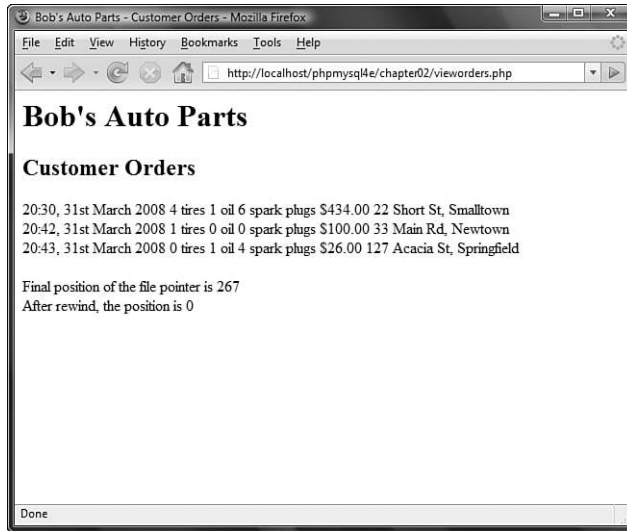 Bob's Auto Parts - Customer Orders - Mozilla Firefox
File Edit View History Bookmarks Tools Help
http://localhost/phpmysql4e/chapter02/vieworders.php
Bob's Auto Parts
Customer Orders
20:30, 31st March 2008 4 tires 1 oil 6 spark plugs $434.00 22 Short St, Smalltown
20:42, 31st March 2008 1 tires 0 oil 0 spark plugs $100.00 33 Main Rd, Newtown
20:43, 31st March 2008 0 tires 1 oil 4 spark plugs $26.00 127 Acacia St, Springfield
Final position of the file pointer is 267
After rewind, the position is 0
Done